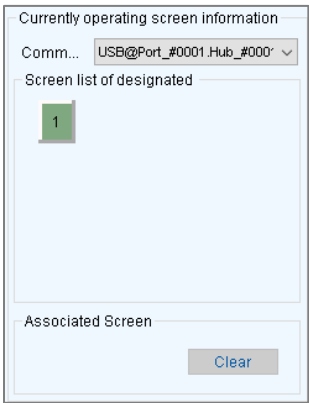 Currently operating screen information
Comm... USB@Port_#0001.Hub_#000
Screen list of designated
1
Associated Screen
Clear